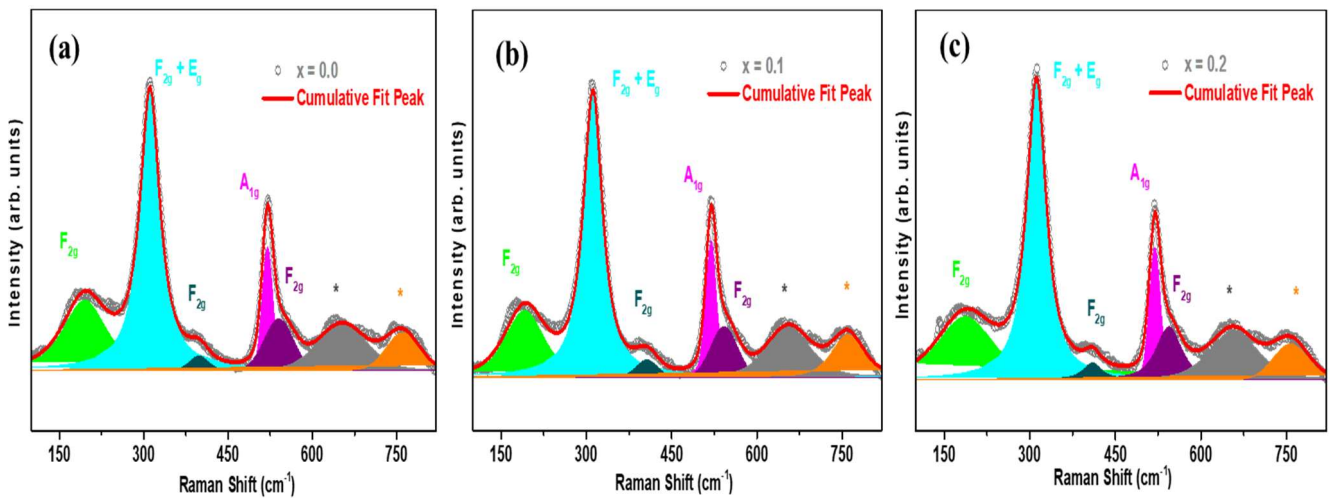 (a)
F2g + Eg
x = 0.0
Cumulative Fit Peak
A1g
F2g
F2g
F2g
*
*
Intensity (arb. units)
150 300 450 600 750
Raman Shift (cm-1)
(b)
F2g + Eg
x = 0.1
Cumulative Fit Peak
A1g
F2g
F2g
F2g
*
*
Intensity (arb. units)
150 300 450 600 750
Raman Shift (cm-1)
(c)
F2g + Eg
x = 0.2
Cumulative Fit Peak
A1g
F2g
F2g
F2g
*
*
Intensity (arb. units)
150 300 450 600 750
Raman Shift (cm-1)